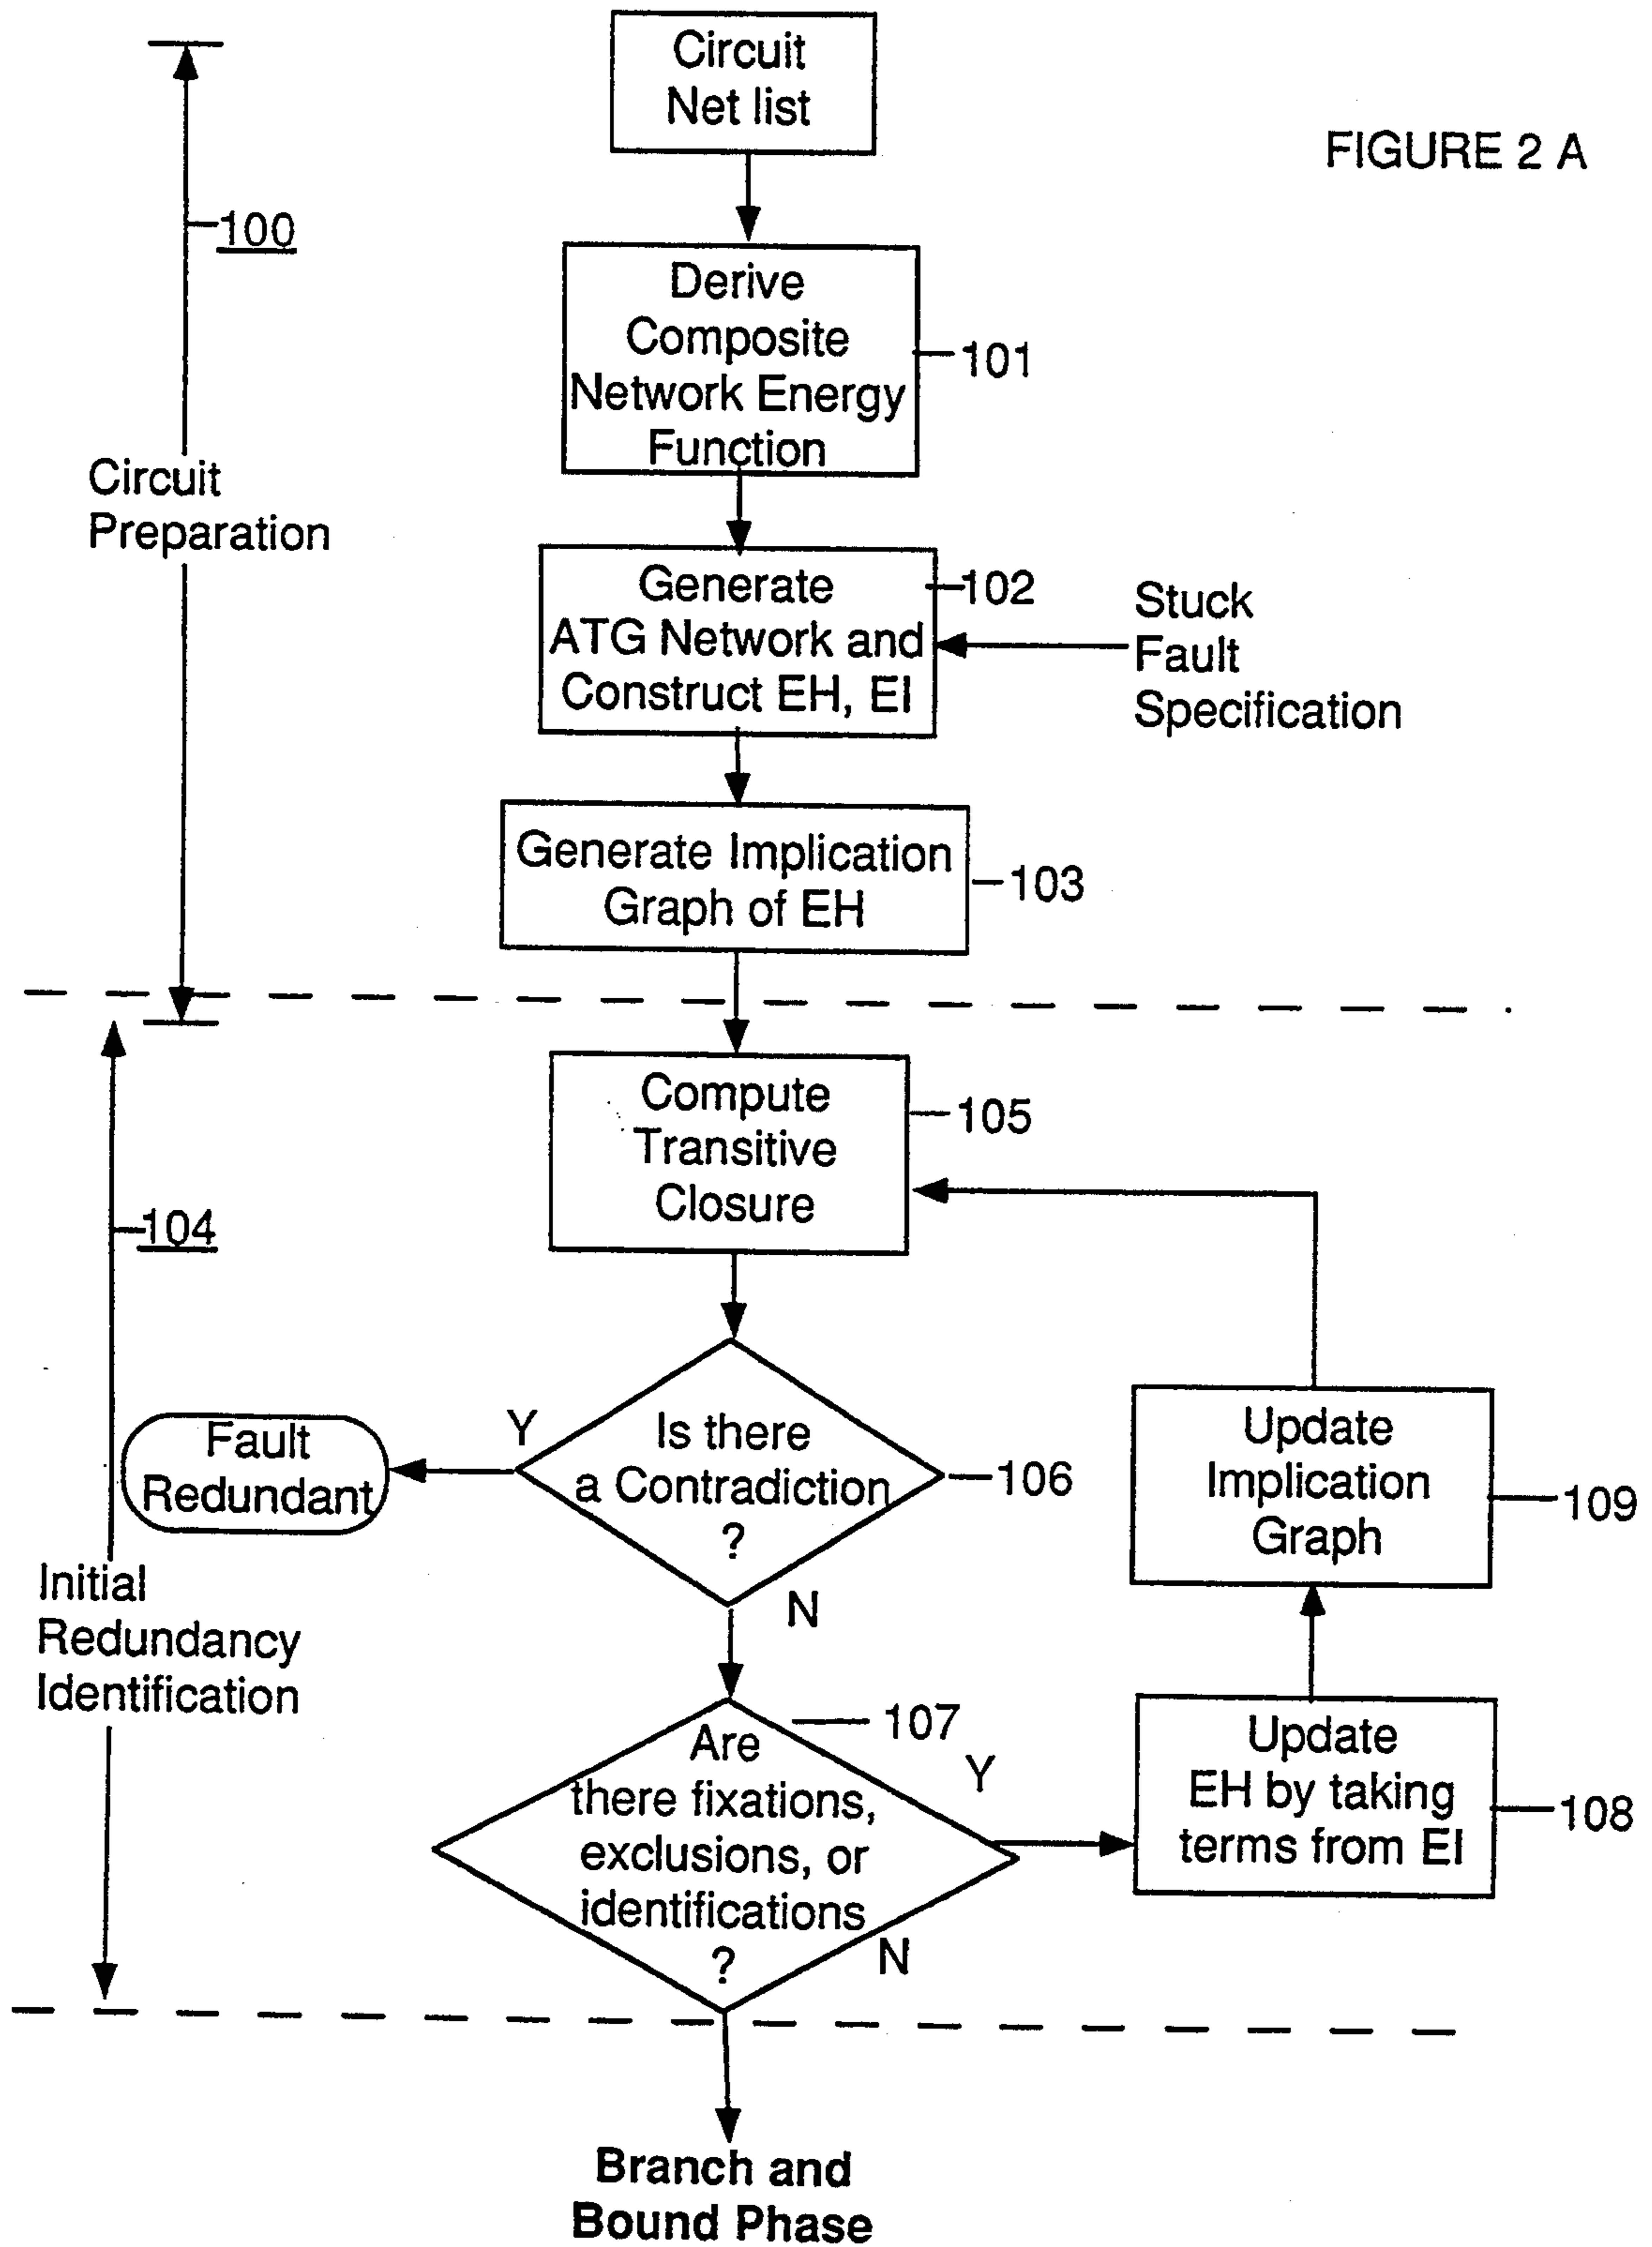 Circuit
Net list
FIGURE 2 A
100
Derive
Composite
Network Energy
Function
101
Circuit
Preparation
Generate
ATG Network and
Construct EH, EI
102
Stuck
Fault
Specification
Generate Implication
Graph of EH
103
Compute
Transitive
Closure
105
104
Y
Is there
a Contradiction
?
106
N
Fault
Redundant
Update
Implication
Graph
109
Initial
Redundancy
Identification
107
Are
there fixations,
exclusions, or
identifications
?
Y
N
Update
EH by taking
terms from EI
108
Branch and
Bound Phase